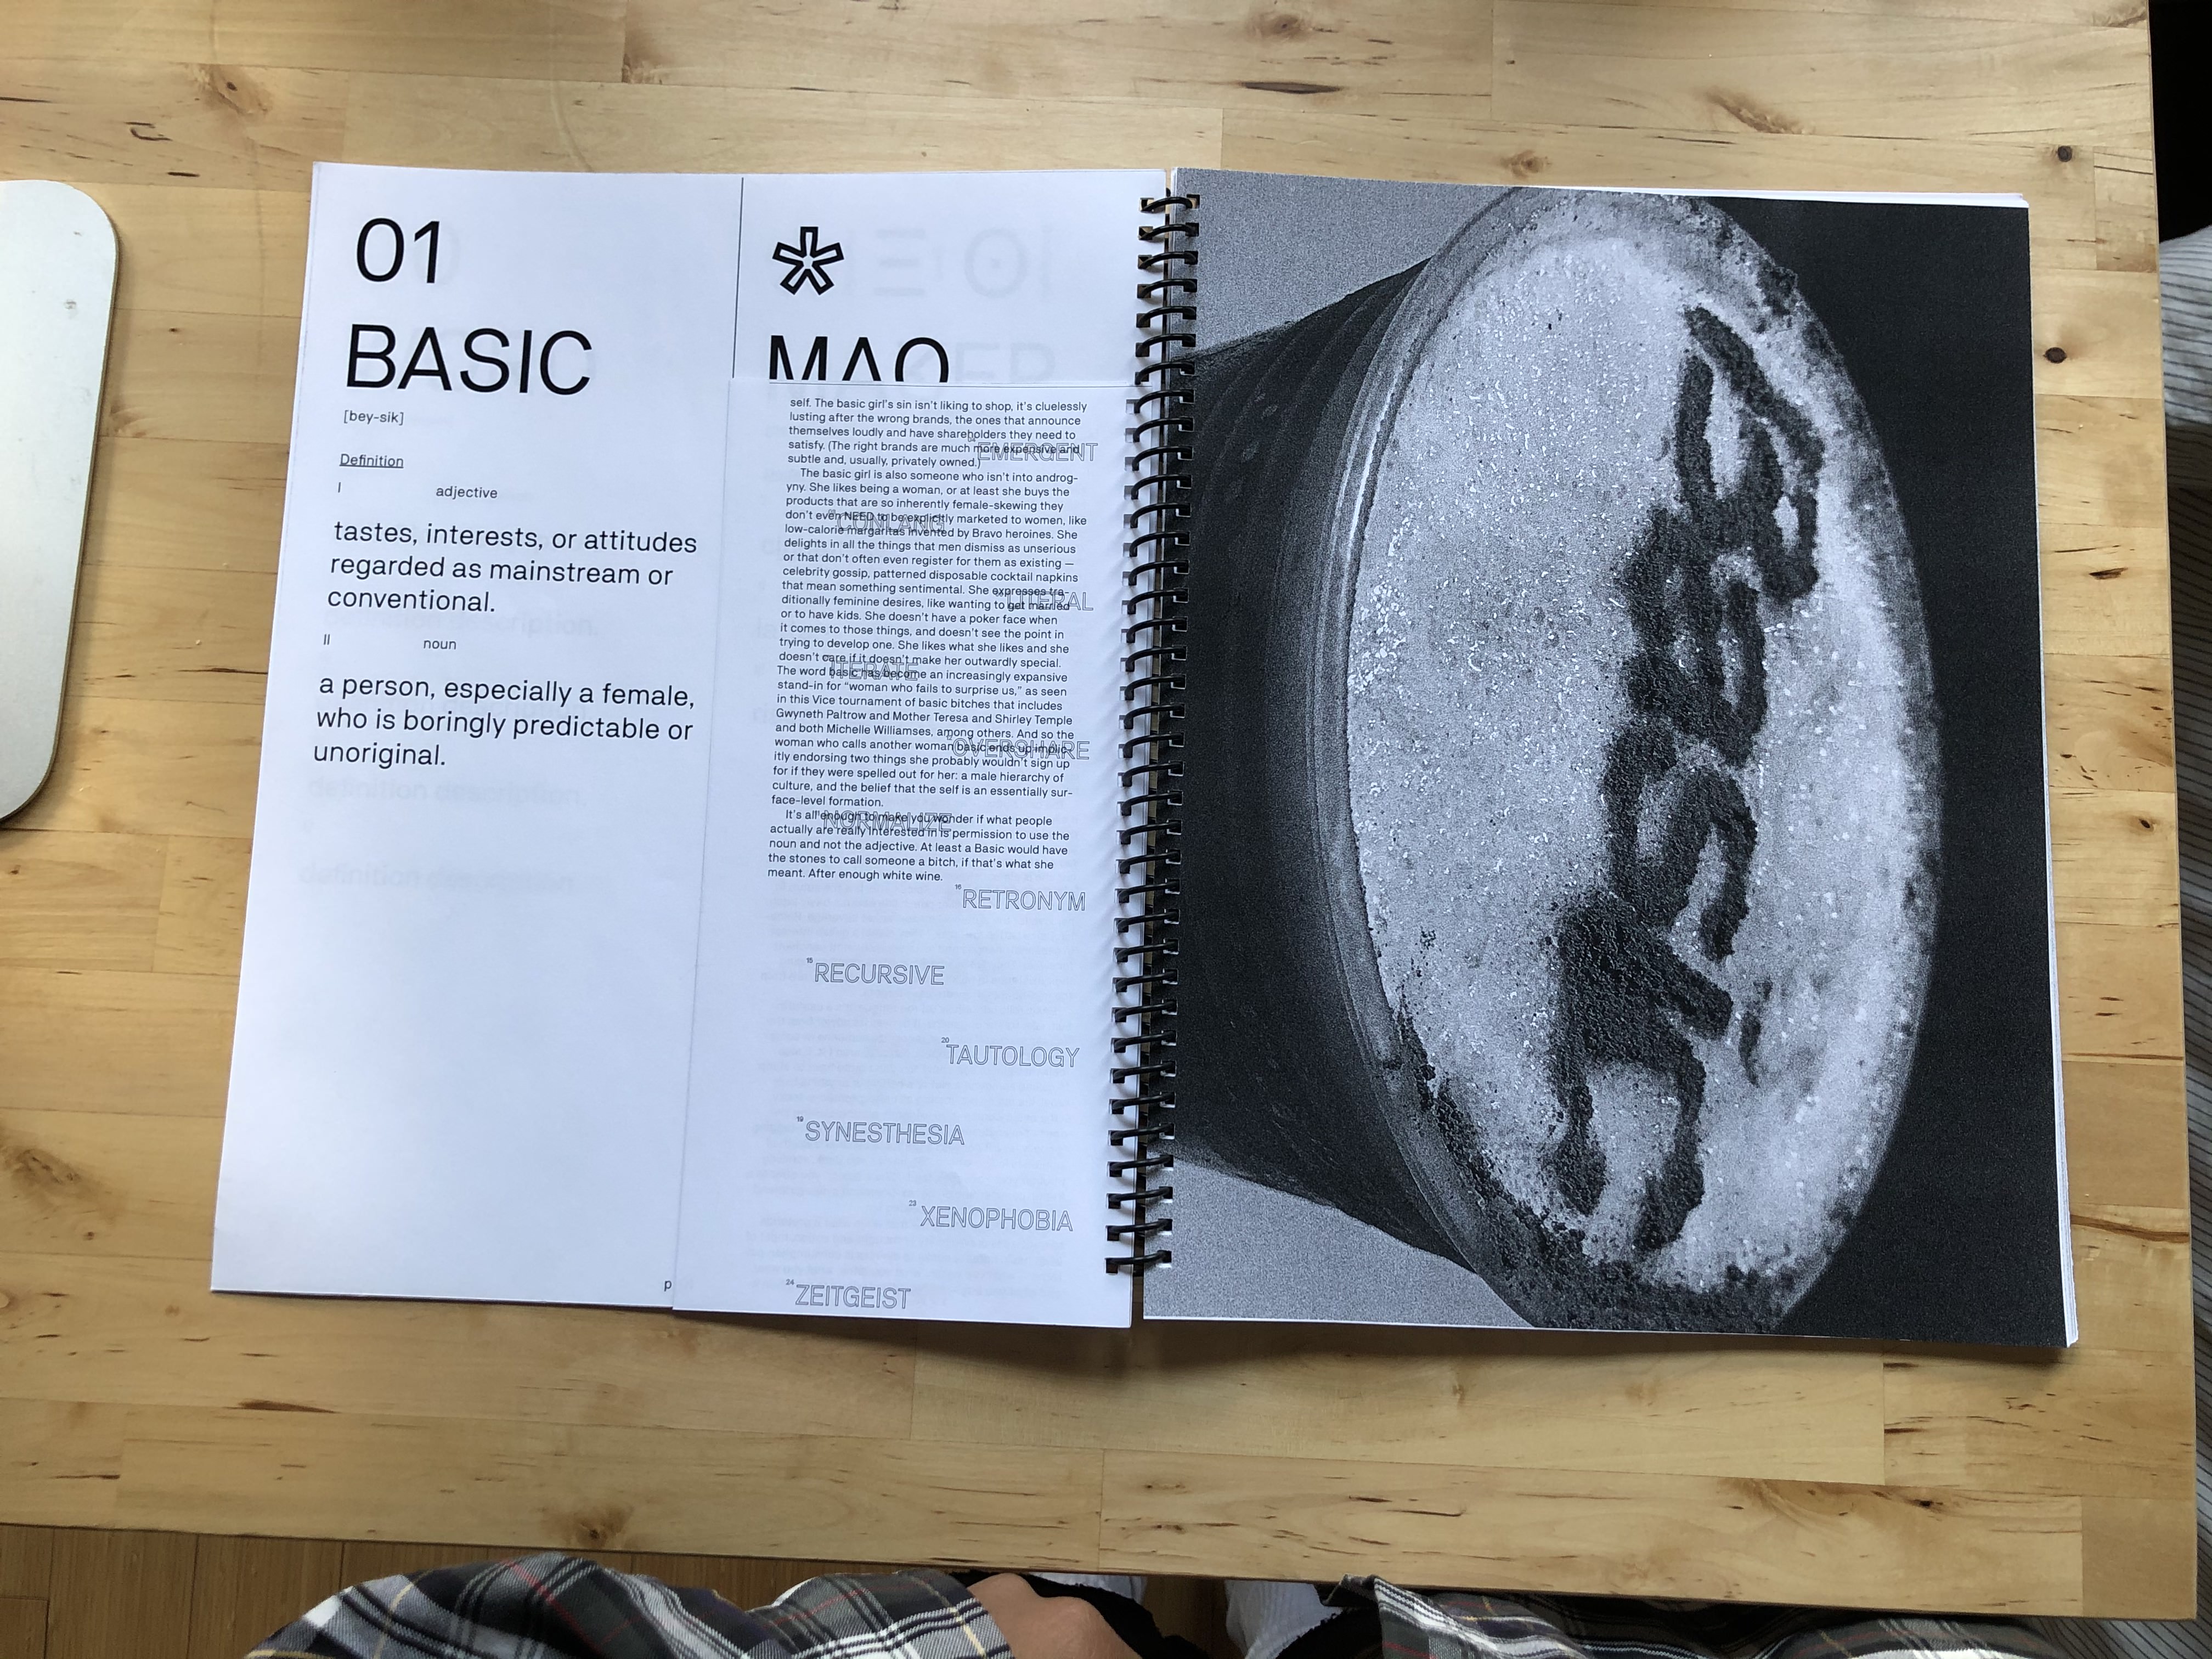 01
BASIC
[bey-sik]
Definition
I adjective
tastes, interests, or attitudes
regarded as mainstream or
conventional.
II noun
a person, especially a female,
who is boringly predictable or
unoriginal.
p
*
self. The basic girl's sin isn't liking to shop, it's cluelessly
lusting after the wrong brands, the ones that announce
themselves loudly and have shareholders they need to
satisfy. (The right brands are much more expensive and
subtle and, usually, privately owned.)
The basic girl is also someone who isn't into androg-
yny. She likes being a woman, or at least she buys the
products that are so inherently female-skewing they
don't even NEED to be explicitly marketed to women, like
low-calorie margaritas invented by Bravo heroines. She
delights in all the things that men dismiss as unserious
or that don't often even register for them as existing —
celebrity gossip, patterned disposable cocktail napkins
that mean something sentimental. She expresses tra-
ditionally feminine desires, like wanting to get married
or to have kids. She doesn't have a poker face when
it comes to those things, and doesn't see the point in
trying to develop one. She likes what she likes and she
doesn't care if it doesn't make her outwardly special.
The word basic has become an increasingly expansive
stand-in for "woman who fails to surprise us," as seen
in this Vice tournament of basic bitches that includes
Gwyneth Paltrow and Mother Teresa and Shirley Temple
and both Michelle Williamses, among others. And so the
woman who calls another woman basic ends up implic-
itly endorsing two things she probably wouldn't sign up
for if they were spelled out for her: a male hierarchy of
culture, and the belief that the self is an essentially sur-
face-level formation.
It's all enough to make you wonder if what people
actually are really interested in is permission to use the
noun and not the adjective. At least a Basic would have
the stones to call someone a bitch, if that's what she
meant. After enough white wine.
EMERGENT
RETRONYM
RECURSIVE
TAUTOLOGY
SYNESTHESIA
XENOPHOBIA
ZEITGEIST